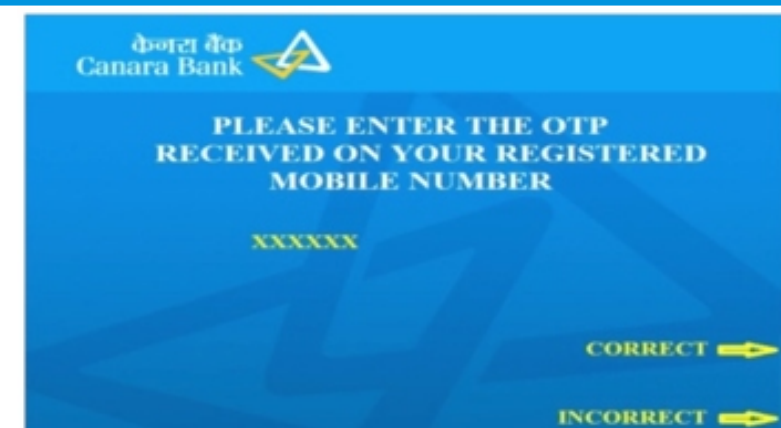 केनरा बैंक
Canara Bank
PLEASE ENTER THE OTP
RECEIVED ON YOUR REGISTERED
MOBILE NUMBER
XXXXXX
CORRECT
INCORRECT